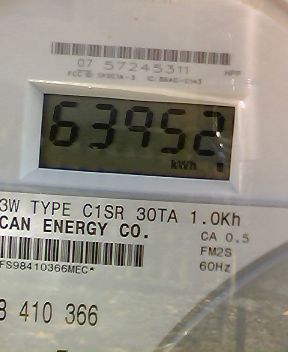 07 57245311
63952
kWh
3W TYPE C1SR 30TA 1.0Kh
CAN ENERGY CO.
CA 0.5
FM2S
60Hz
FS98410366MEC*
8 410 366